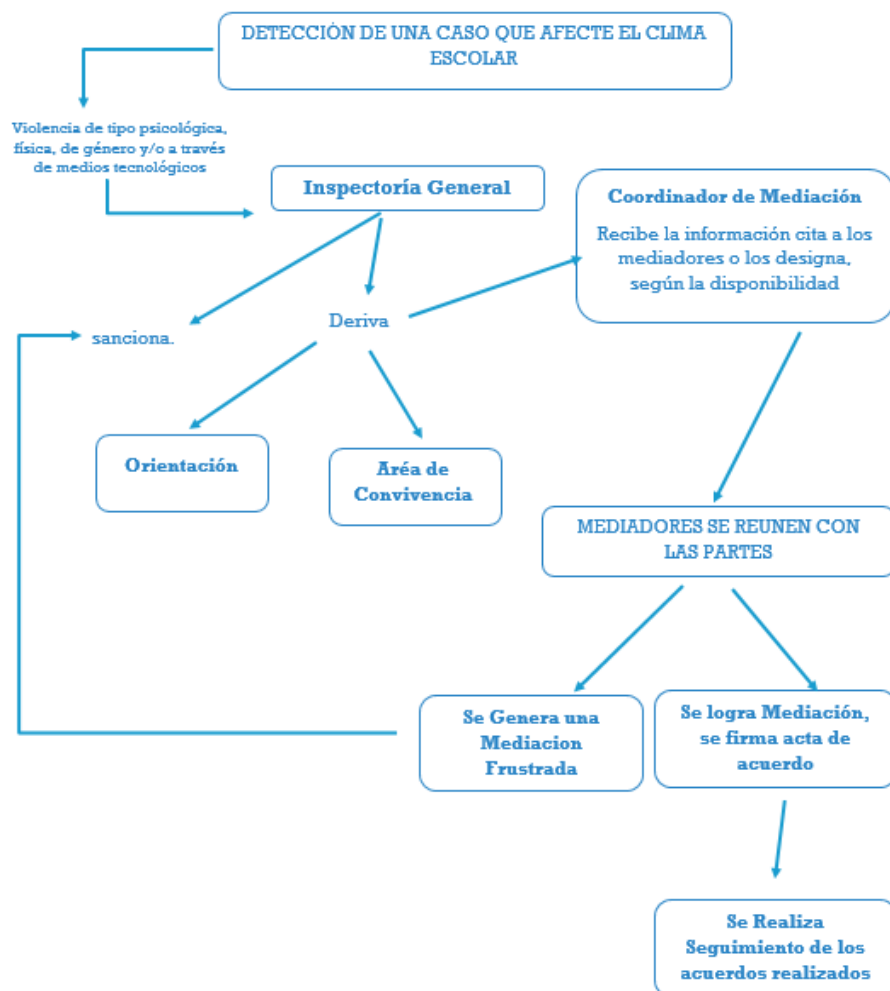 DETECCIÓN DE UNA CASO QUE AFECTE EL CLIMA
ESCOLAR
Violencia de tipo psicológica,
física, de género y/o a través
de medios tecnológicos
Inspectoría General
Coordinador de Mediación
Recibe la información cita a los
mediadores o los designa,
según la disponibilidad
sanciona.
Deriva
Orientación
Aréa de
Convivencia
MEDIADORES SE REUNEN CON
LAS PARTES
Se Genera una
Mediacion
Frustrada
Se logra Mediación,
se firma acta de
acuerdo
Se Realiza
Seguimiento de los
acuerdos realizados